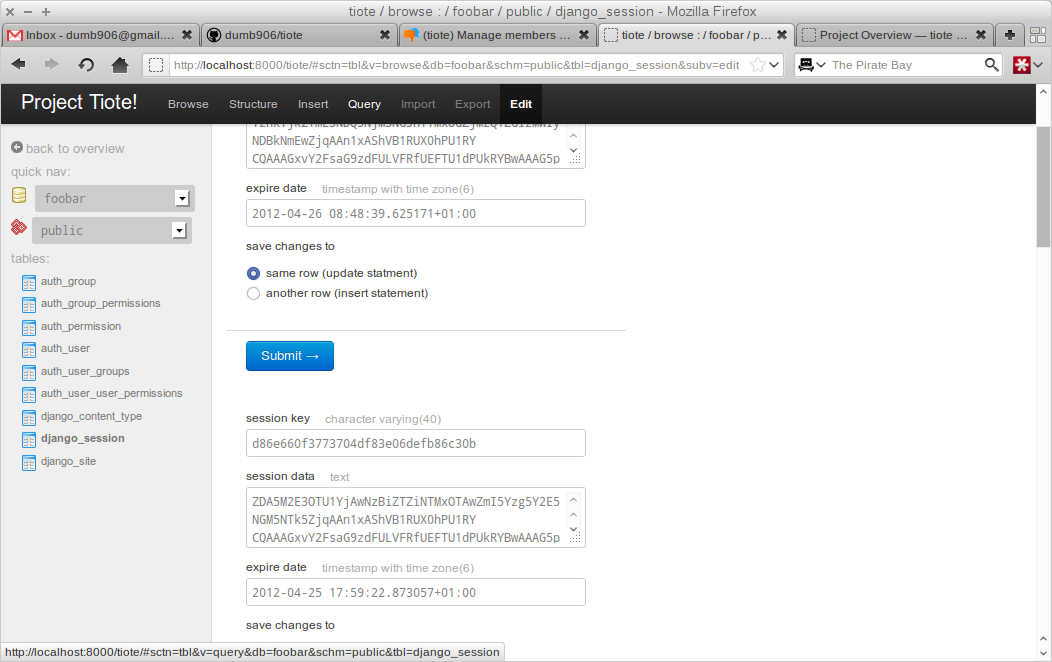 tiote / browse : / foobar / public / django_session - Mozilla Firefox
Inbox - dumb906@gmail....
dumb906/tiote
(tiote) Manage members ...
tiote / browse : / foobar / p...
Project Overview — tiote ...
http://localhost:8000/tiote/#sctn=tbl&v=browse&db=foobar&schm=public&tbl=django_session&subv=edit
The Pirate Bay
Project Tiote!
Browse
Structure
Insert
Query
Import
Export
Edit
back to overview
quick nav:
foobar
public
tables:
auth_group
auth_group_permissions
auth_permission
auth_user
auth_user_groups
auth_user_user_permissions
django_content_type
django_session
django_site
NDBkNmEwZjqAAn1xAShVB1RUX0hPU1RY
CQAAAGxvY2FsaG9zdFULVFRfUEFTU1dPUkRYBwAAAG5p
expire date timestamp with time zone(6)
2012-04-26 08:48:39.625171+01:00
save changes to
same row (update statment)
another row (insert statement)
Submit →
session key character varying(40)
d86e660f3773704df83e06defb86c30b
session data text
ZDA5M2E3OTU1YjAwNzBiZTZiNTMxOTAwZmI5Yzg5Y2E5
NGM5NTk5ZjqAAn1xAShVB1RUX0hPU1RY
CQAAAGxvY2FsaG9zdFULVFRfUEFTU1dPUkRYBwAAAG5p
expire date timestamp with time zone(6)
2012-04-25 17:59:22.873057+01:00
save changes to
http://localhost:8000/tiote/#sctn=tbl&v=query&db=foobar&schm=public&tbl=django_session